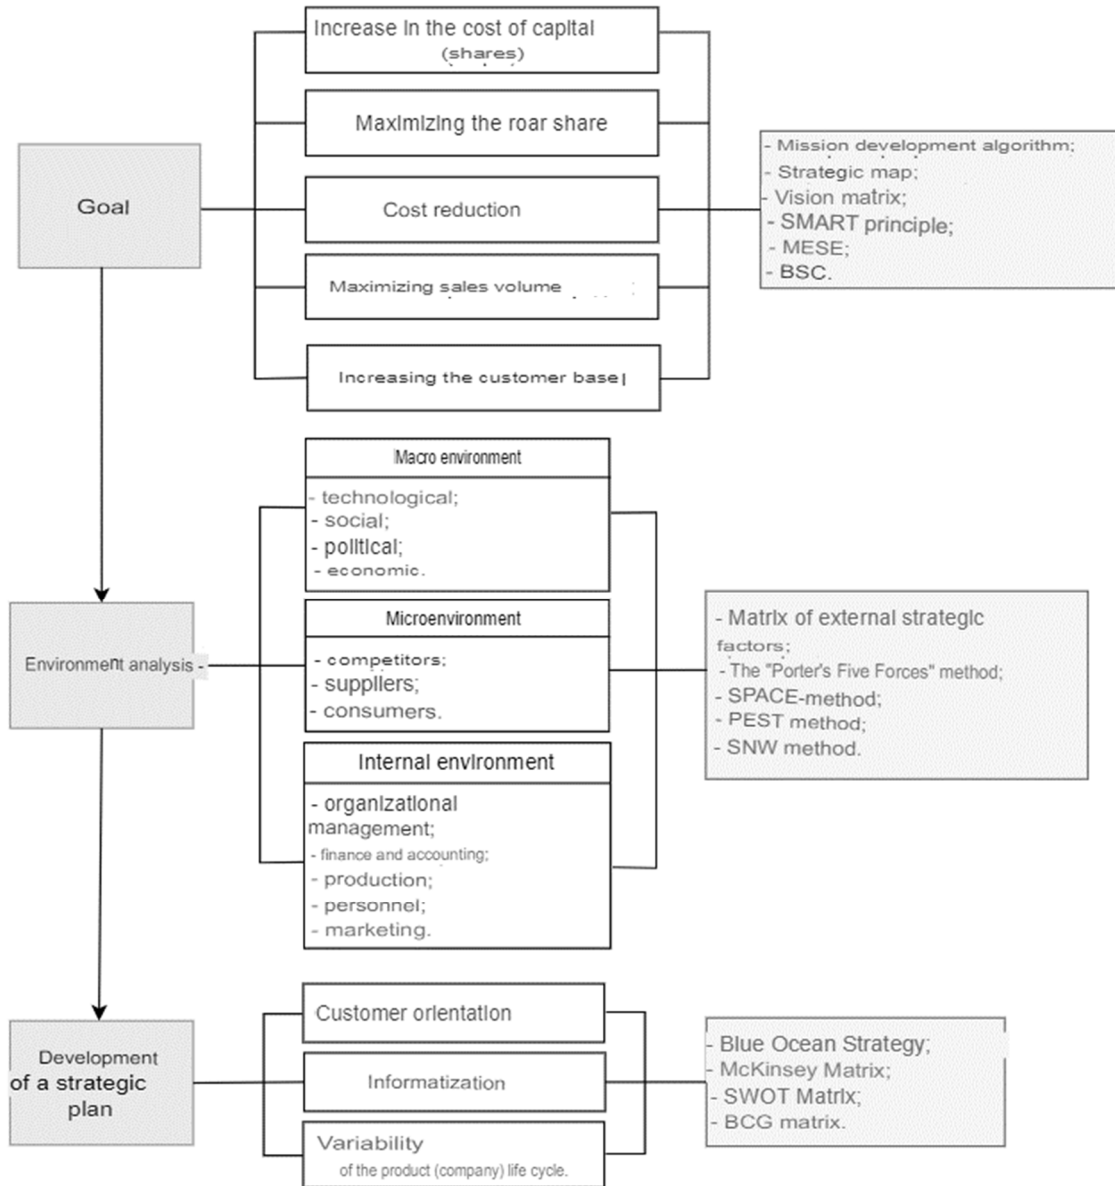 Increase in the cost of capital
(shares)
Maximizing the roar share
Cost reduction
Maximizing sales volume
Increasing the customer base
Goal
- Mission development algorithm;
- Strategic map;
- Vision matrix;
- SMART principle;
- MESE;
- BSC.
Macro environment
- technological;
- social;
- political;
- economic.
Microenvironment
- competitors;
- suppliers;
- consumers.
Internal environment
- organizational
management;
- finance and accounting;
- production;
- personnel;
- marketing.
Environment analysis -
- Matrix of external strategic
factors;
- The "Porter's Five Forces" method;
- SPACE-method;
- PEST method;
- SNW method.
Development
of a strategic
plan
Customer orientation
Informatization
Variability
of the product (company) life cycle.
- Blue Ocean Strategy;
- McKinsey Matrix;
- SWOT Matrix;
- BCG matrix.